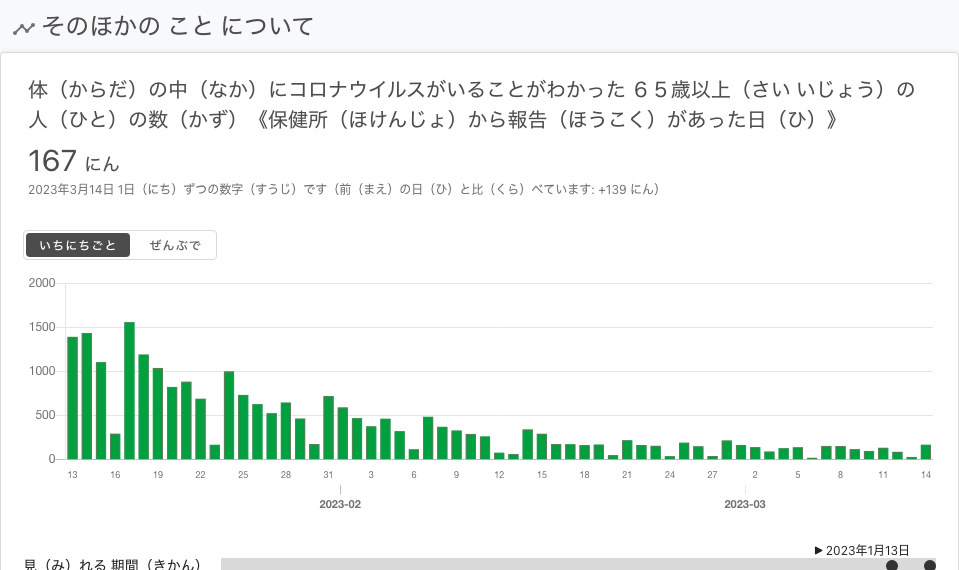 そのほかの こと について
体（からだ）の中（なか）にコロナウイルスがいることがわかった ６５歳以上（さい いじょう）の
人（ひと）の数（かず）《保健所（ほけんじょ）から報告（ほうこく）があった日（ひ）》
167 にん
2023年3月14日 1日（にち）ずつの数字（すうじ）です（前（まえ）の日（ひ）と比（くら）べています: +139 にん）
いちにちごと ぜんぶで
2000
1500
1000
500
0
13 16 19 22 25 28 31 3 6 9 12 15 18 21 24 27 2 5 8 11 14
2023-02 2023-03
▶ 2023年1月13日
見（み）れる 期間（きかん）